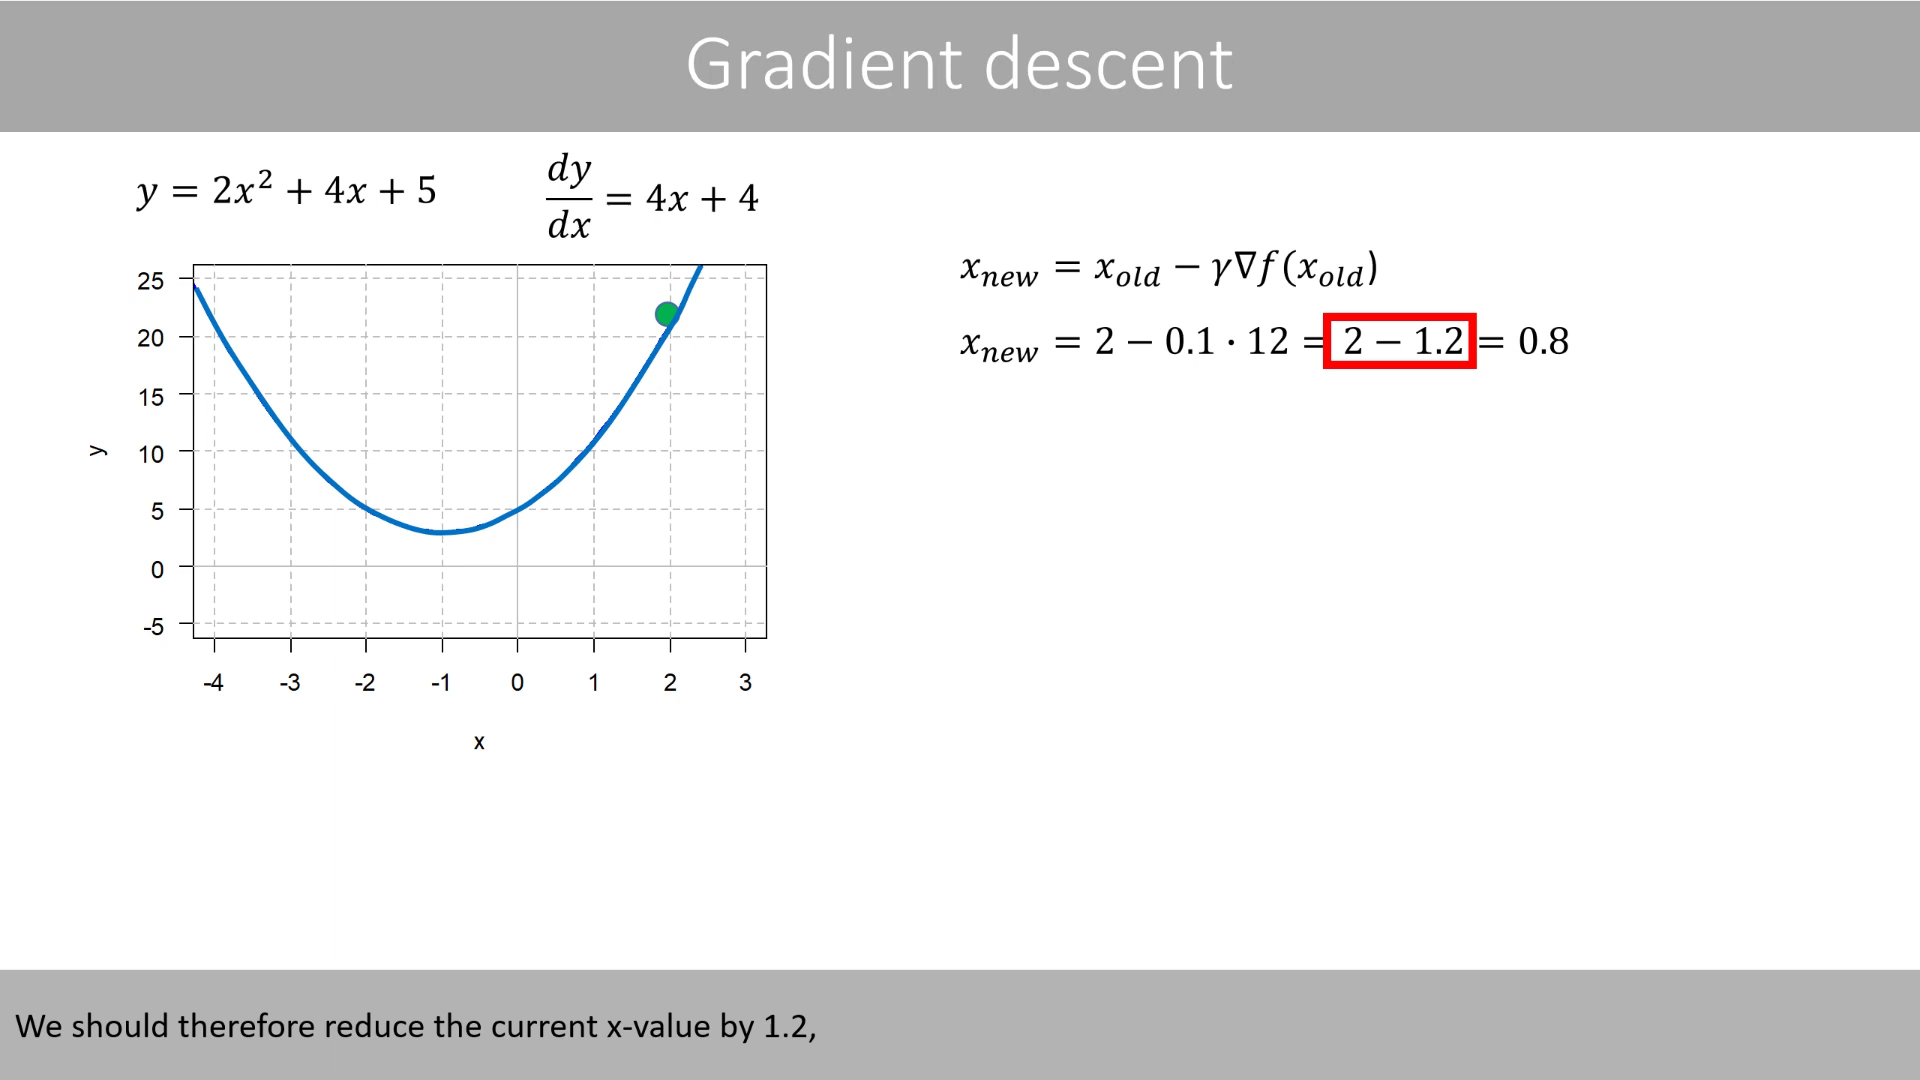 Gradient descent
y = 2x² + 4x + 5
dy/dx = 4x + 4
x_new = x_old − γ∇f(x_old)
x_new = 2 − 0.1 · 12 = 2 − 1.2 = 0.8
25
20
15
10
5
0
-5
y
-4 -3 -2 -1 0 1 2 3
x
We should therefore reduce the current x-value by 1.2,